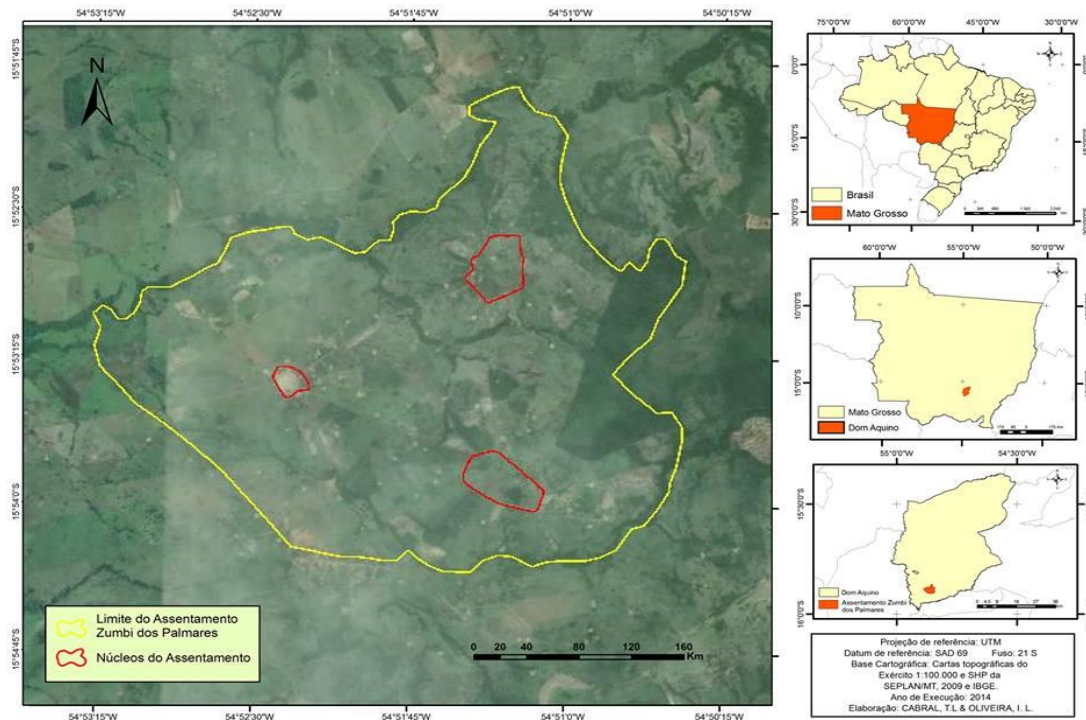 54°53'15"W 54°52'30"W 54°51'45"W 54°51'0"W 54°50'15"W
15°51'45"S
15°52'30"S
15°53'15"S
15°54'0"S
15°54'45"S
N
Limite do Assentamento
Zumbi dos Palmares
Núcleos do Assentamento
0 20 40 80 120 160
Km
54°53'15"W 54°52'30"W 54°51'45"W 54°51'0"W 54°50'15"W
75°0'0"W 60°0'0"W 45°0'0"W 30°0'0"W
0°0'0"
15°0'0"S
30°0'0"S
Brasil
Mato Grosso
60°0'0"W 55°0'0"W 50°0'0"W
10°0'0"S
15°0'0"S
Mato Grosso
Dom Aquino
55°0'0"W 54°30'0"W
15°30'0"S
16°0'0"S
Dom Aquino
Assentamento Zumbi
dos Palmares
Projeção de referência: UTM
Datum de referência: SAD 69 Fuso: 21 S
Base Cartográfica: Cartas topográficas do
Exército 1:100.000 e SHP da
SEPLAN/MT, 2009 e IBGE.
Ano de Execução: 2014
Elaboração: CABRAL, T.L & OLIVEIRA, I. L.